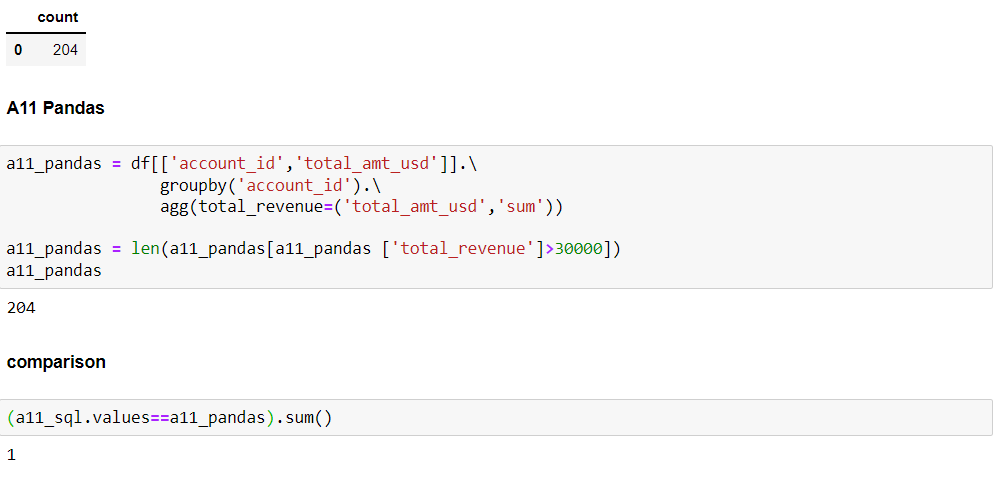 count
0 204
A11 Pandas
a11_pandas = df[['account_id','total_amt_usd']].\
groupby('account_id').\
agg(total_revenue=('total_amt_usd','sum'))
a11_pandas = len(a11_pandas[a11_pandas ['total_revenue']>30000])
a11_pandas
204
comparison
(a11_sql.values==a11_pandas).sum()
1